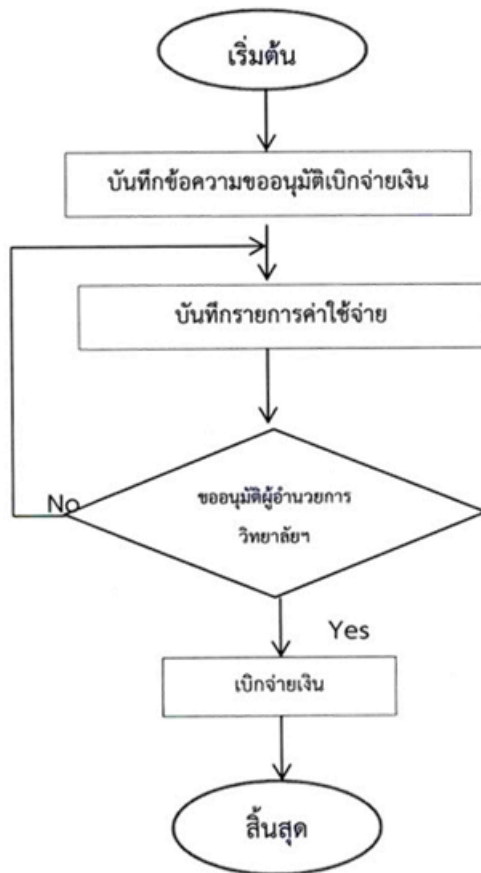 เริ่มต้น
บันทึกข้อความขออนุมัติเบิกจ่ายเงิน
บันทึกรายการค่าใช้จ่าย
ขออนุมัติผู้อำนวยการ
วิทยาลัยฯ
No
Yes
เบิกจ่ายเงิน
สิ้นสุด